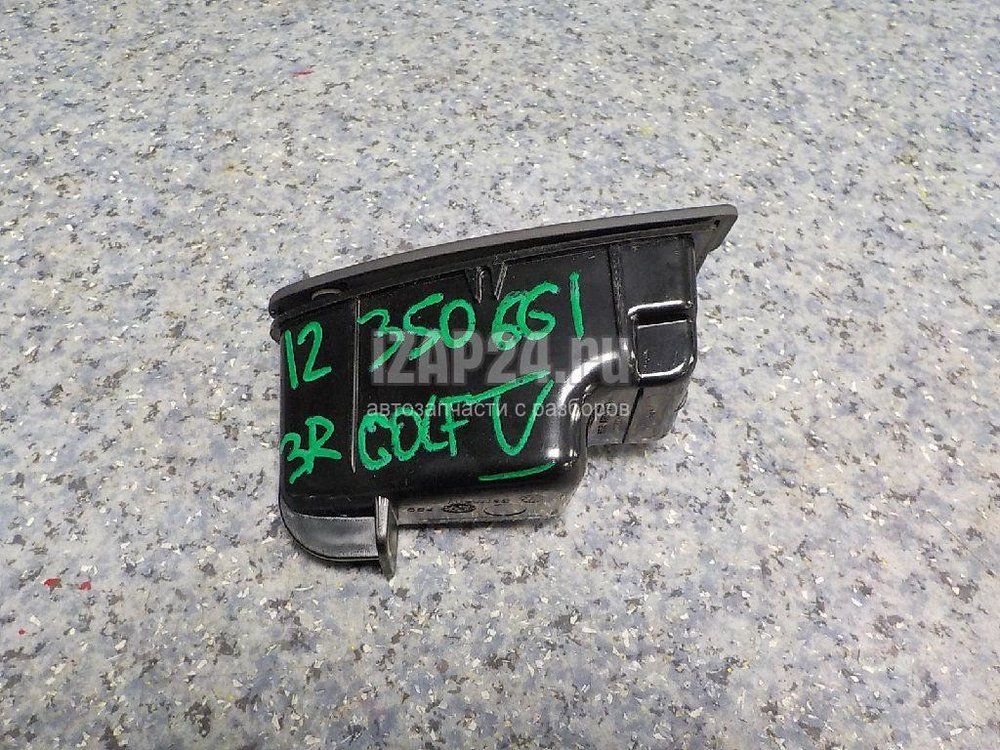 12 350661
iZAP24.ru
автозапчасти с разборов
3R GOLF V